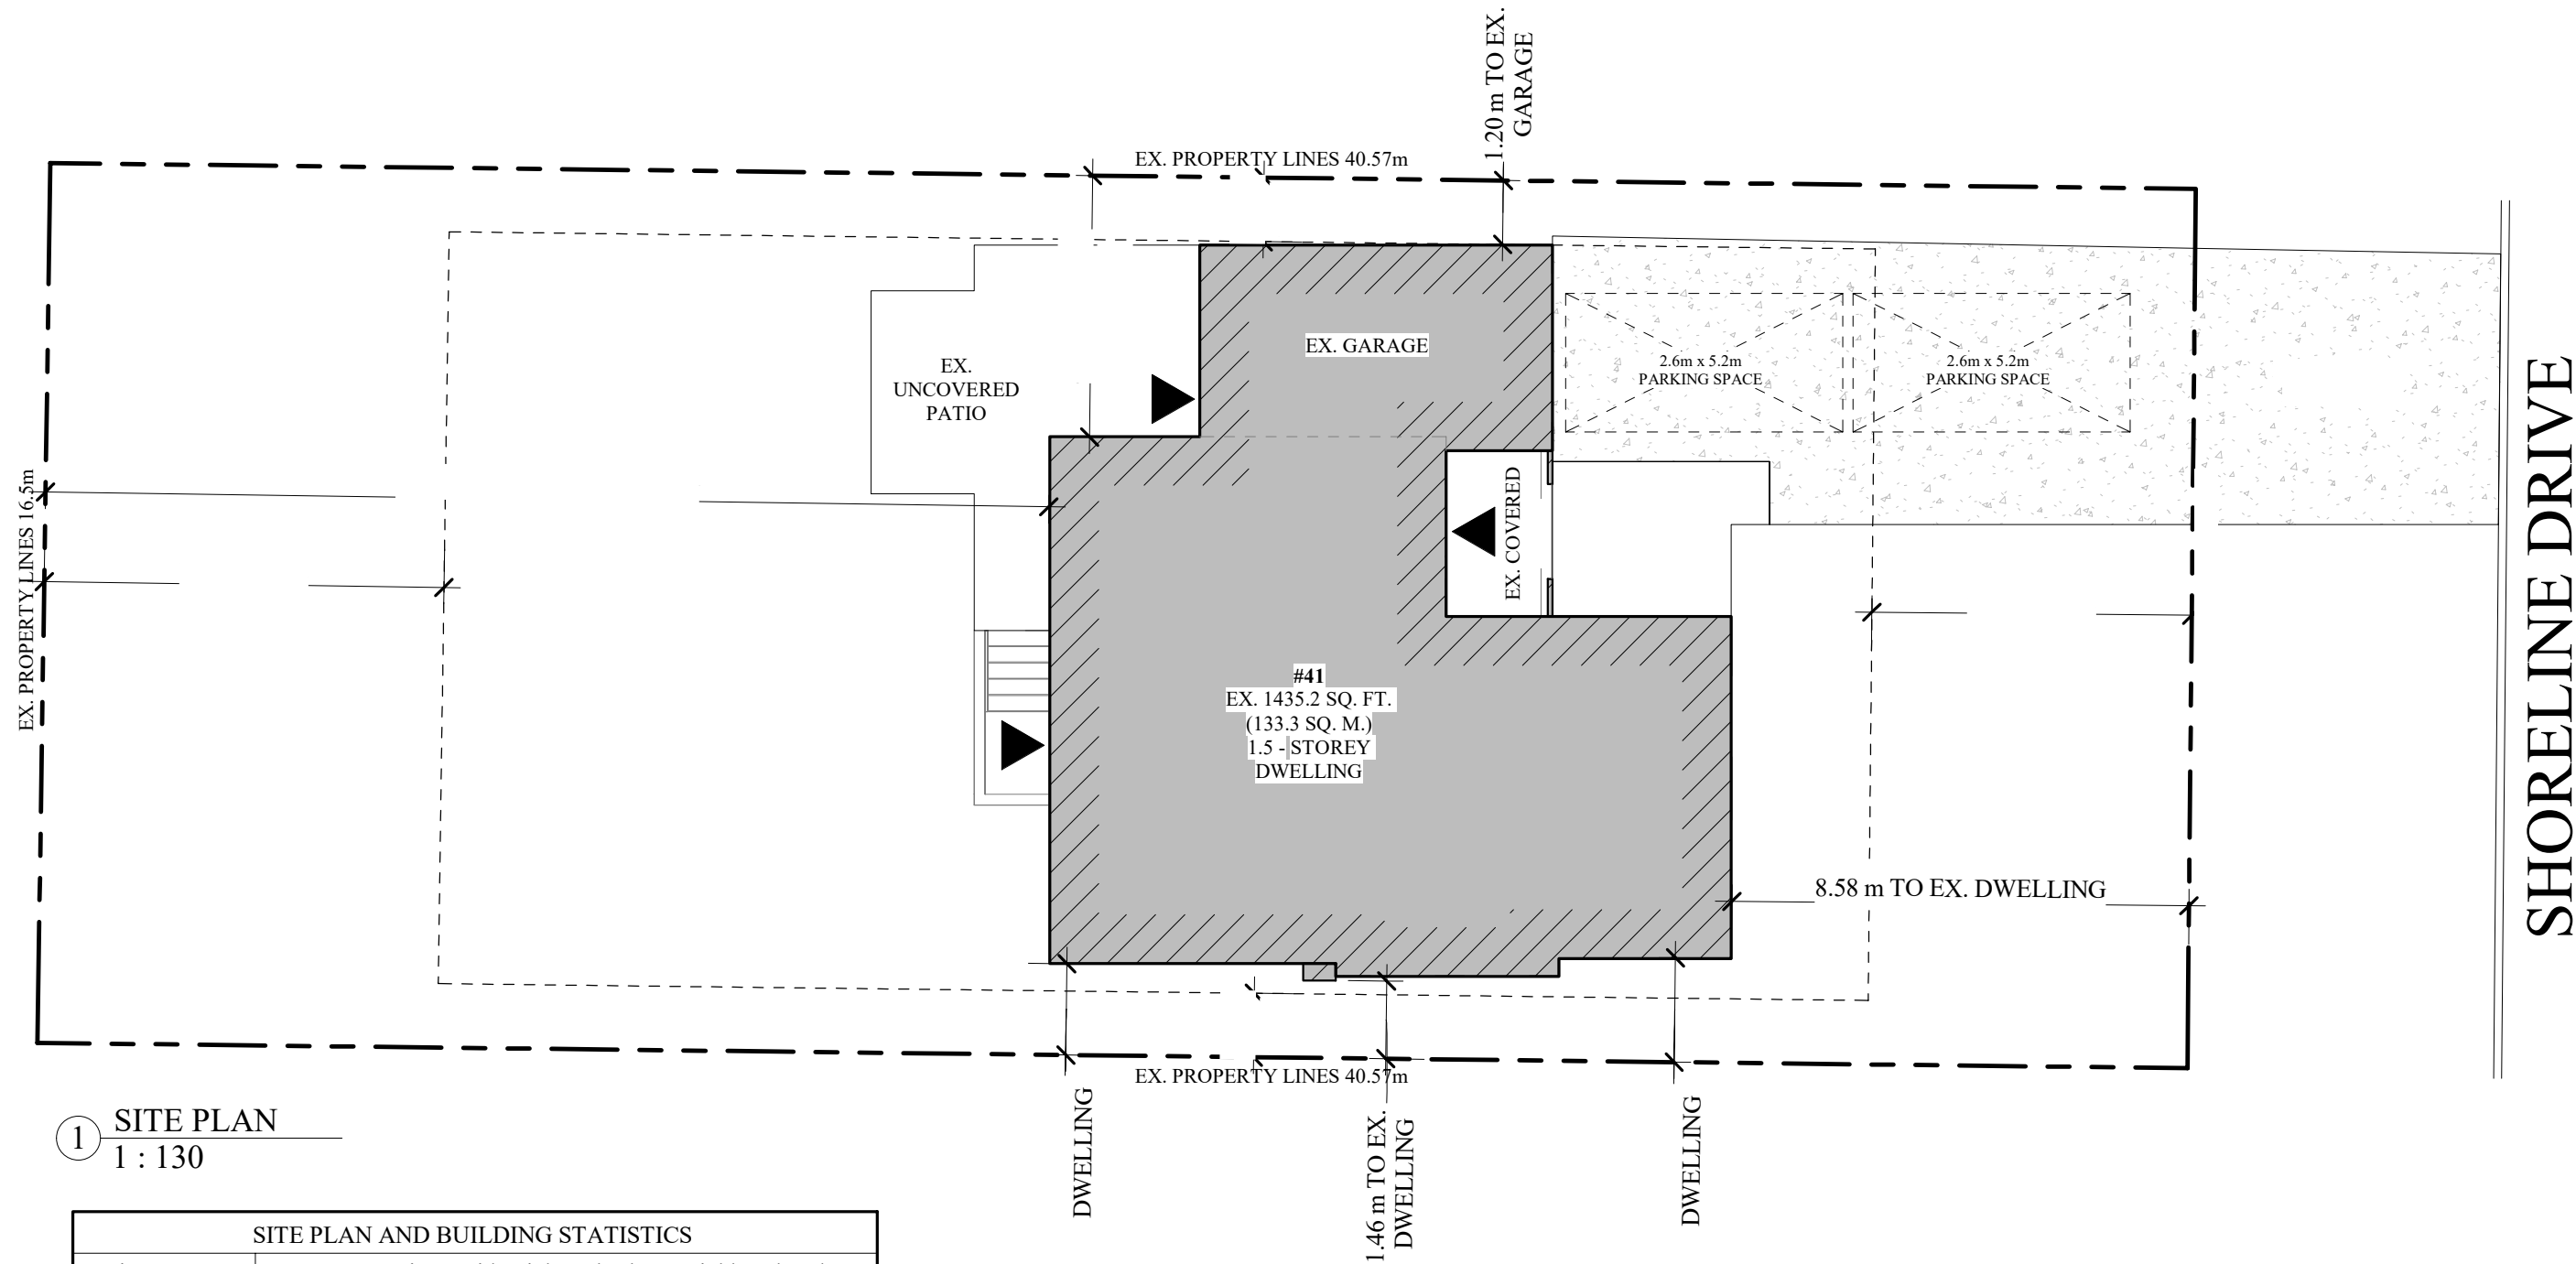 1.20 m TO EX.
GARAGE
EX. PROPERTY LINES 40.57m
EX. GARAGE
EX.
UNCOVERED
PATIO
2.6m x 5.2m
PARKING SPACE
2.6m x 5.2m
PARKING SPACE
EX. COVERED
EX. PROPERTY LINES 16.5m
SHORELINE DRIVE
#41
EX. 1435.2 SQ. FT.
(133.3 SQ. M.)
1.5 - STOREY
DWELLING
8.58 m TO EX. DWELLING
EX. PROPERTY LINES 40.57m
DWELLING
1.46 m TO EX.
DWELLING
DWELLING
1
SITE PLAN
1 : 130
SITE PLAN AND BUILDING STATISTICS